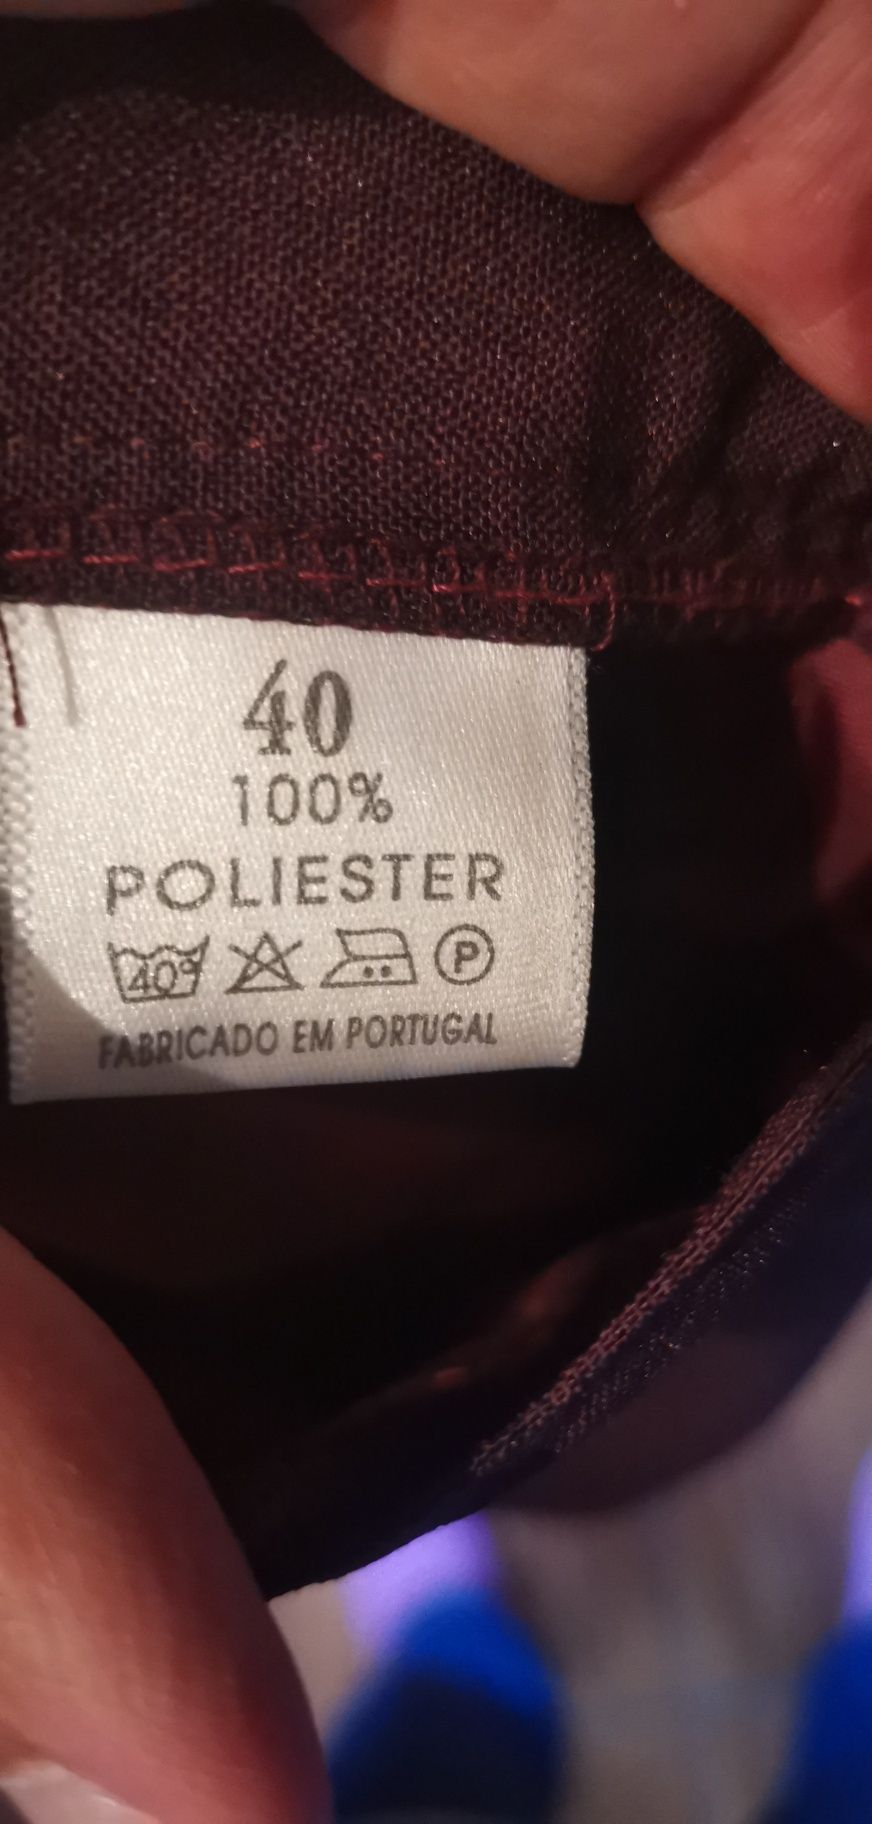 40
100%
POLIESTER
40° P
FABRICADO EM PORTUGAL